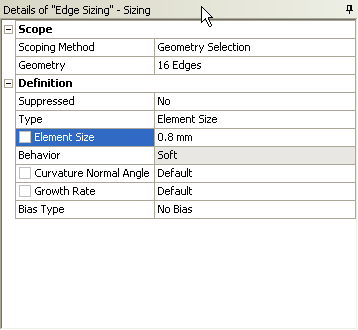 Details of "Edge Sizing" - Sizing
Scope
Scoping Method Geometry Selection
Geometry 16 Edges
Definition
Suppressed No
Type Element Size
Element Size 0.8 mm
Behavior Soft
Curvature Normal Angle Default
Growth Rate Default
Bias Type No Bias